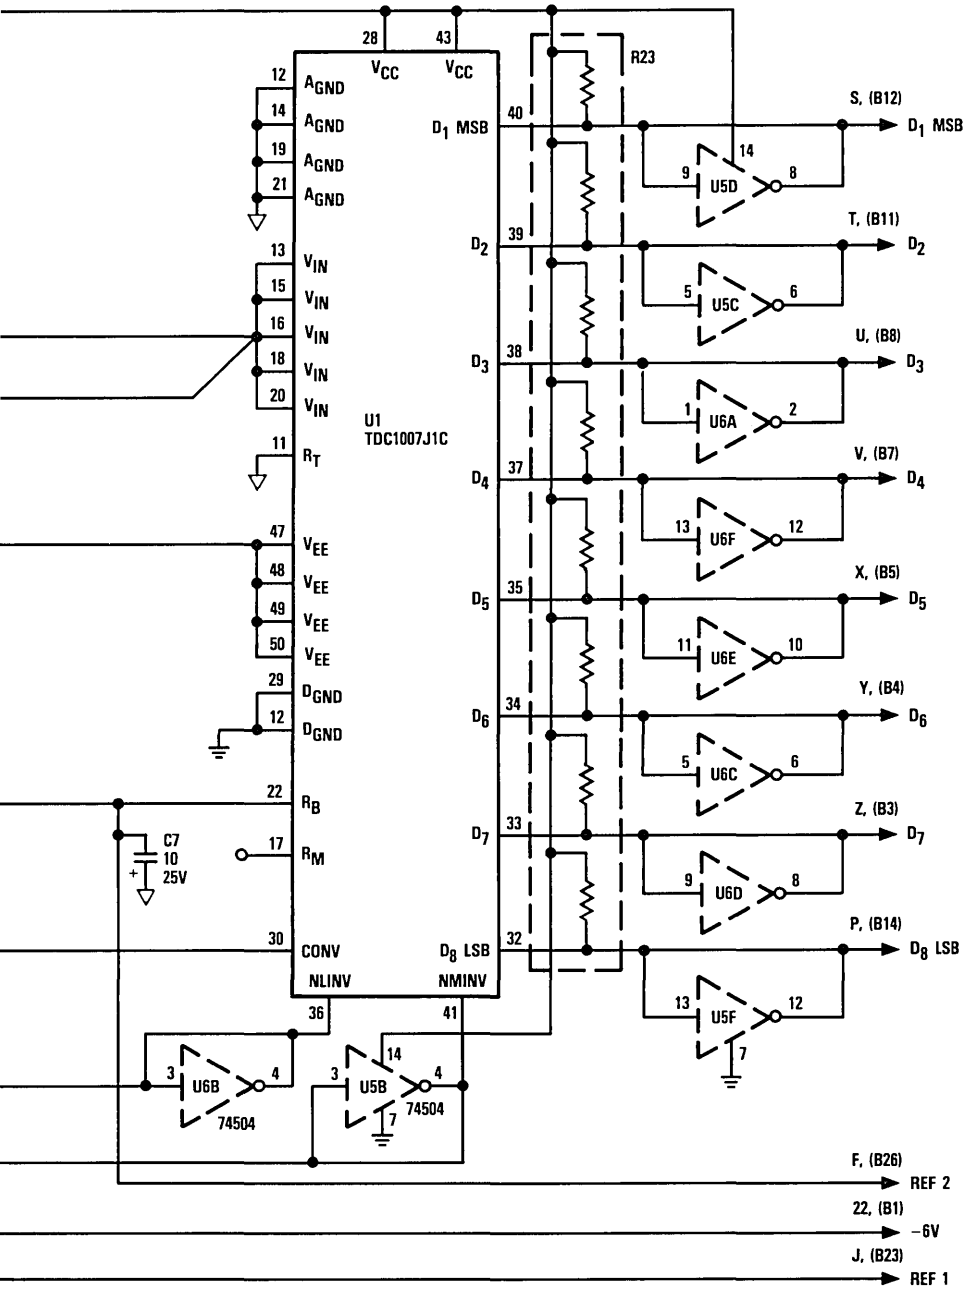 28
43
VCC
VCC
R23
12
AGND
14
AGND
19
AGND
21
AGND
13
VIN
15
VIN
16
VIN
18
VIN
20
VIN
11
RT
47
VEE
48
VEE
49
VEE
50
VEE
29
DGND
12
DGND
22
RB
17
RM
C7
10
25V
+
30
CONV
NLINV
NMINV
36
41
U1
TDC1007J1C
D1 MSB
40
D2
39
D3
38
D4
37
D5
35
D6
34
D7
33
D8 LSB
32
S, (B12)
D1 MSB
14
9
U5D
8
T, (B11)
D2
5
U5C
6
U, (B8)
D3
1
U6A
2
V, (B7)
D4
13
U6F
12
X, (B5)
D5
11
U6E
10
Y, (B4)
D6
5
U6C
6
Z, (B3)
D7
9
U6D
8
P, (B14)
D8 LSB
13
U5F
12
7
3
U6B
4
74504
14
3
U5B
4
7
74504
F, (B26)
REF 2
22, (B1)
−6V
J, (B23)
REF 1